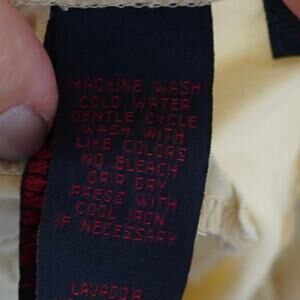 MACHINE WASH
COLD WATER
GENTLE CYCLE
WASH WITH
LIKE COLORS
NO BLEACH
DRIP DRY
PRESS WITH
COOL IRON
IF NECESSARY